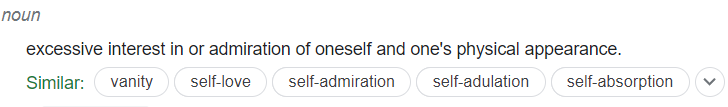 noun
excessive interest in or admiration of oneself and one's physical appearance.
Similar: vanity self-love self-admiration self-adulation self-absorption